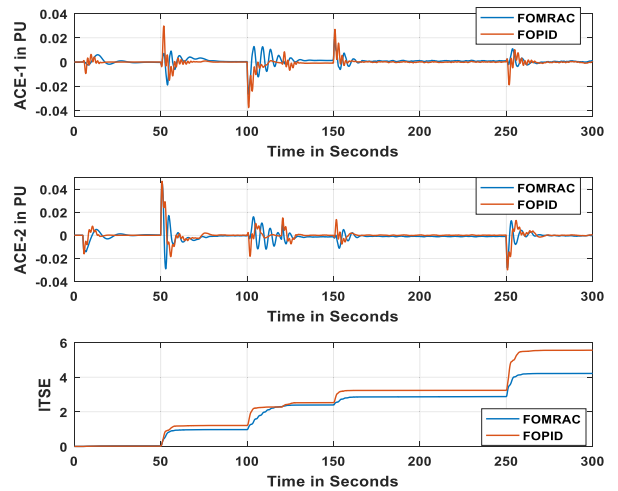 ACE-1 in PU
0.04
0.02
0
-0.02
-0.04
FOMRAC
FOPID
0 50 100 150 200 250 300
Time in Seconds
ACE-2 in PU
0.04
0.02
0
-0.02
-0.04
FOMRAC
FOPID
0 50 100 150 200 250 300
Time in Seconds
ITSE
6
4
2
0
FOMRAC
FOPID
0 50 100 150 200 250 300
Time in Seconds